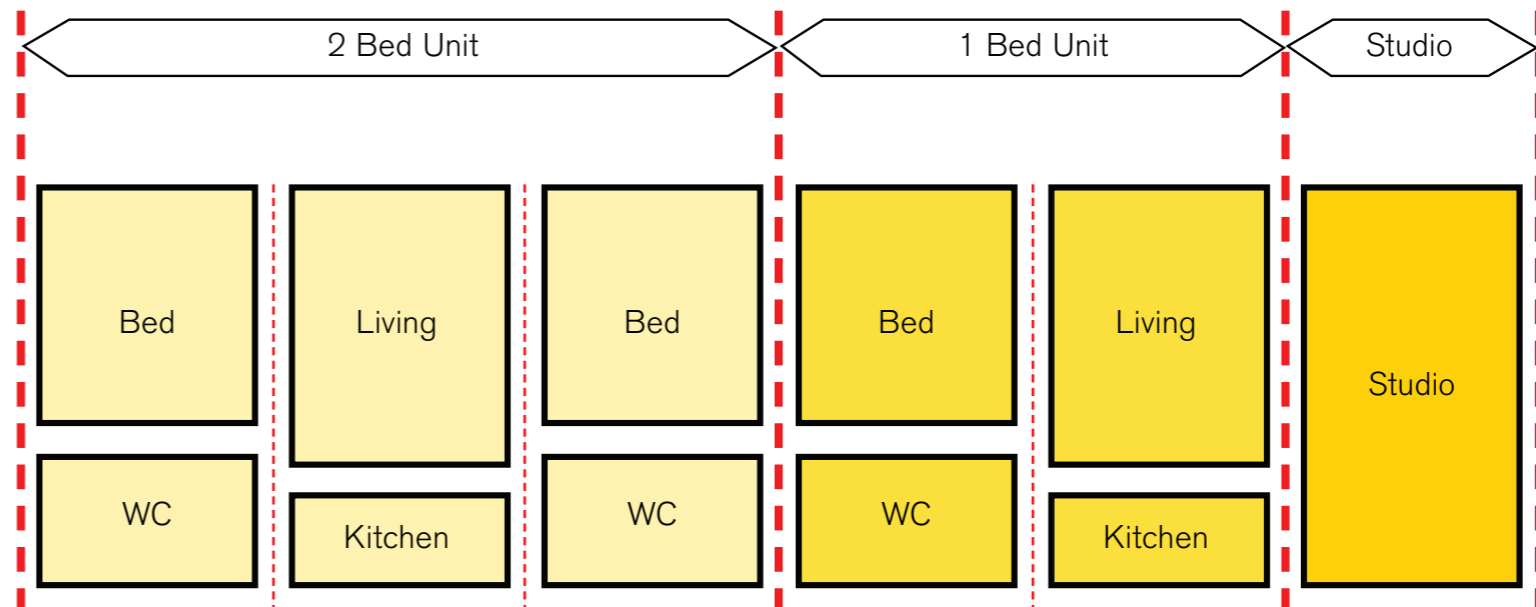 2 Bed Unit
1 Bed Unit
Studio
Bed
Living
Bed
Bed
Living
Studio
WC
Kitchen
WC
WC
Kitchen